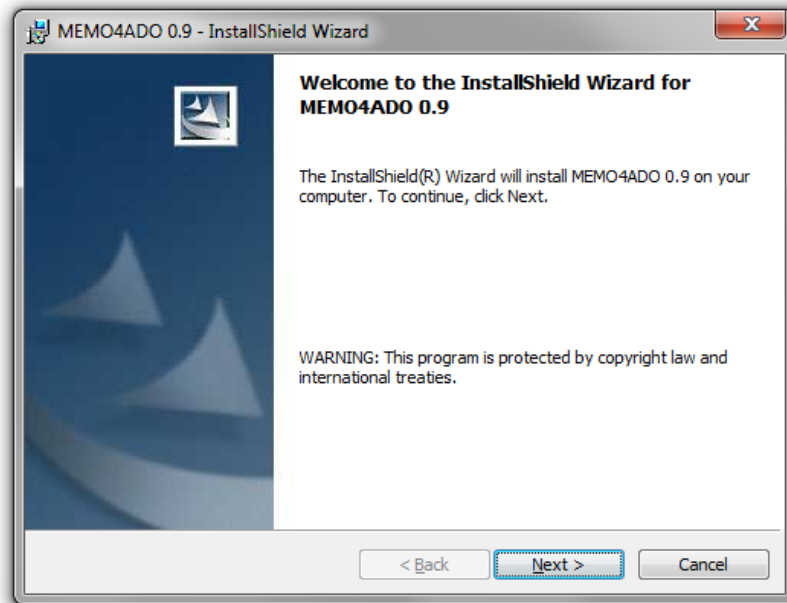 MEMO4ADO 0.9 - InstallShield Wizard
Welcome to the InstallShield Wizard for
MEMO4ADO 0.9
The InstallShield(R) Wizard will install MEMO4ADO 0.9 on your
computer. To continue, click Next.
WARNING: This program is protected by copyright law and
international treaties.
< Back Next > Cancel